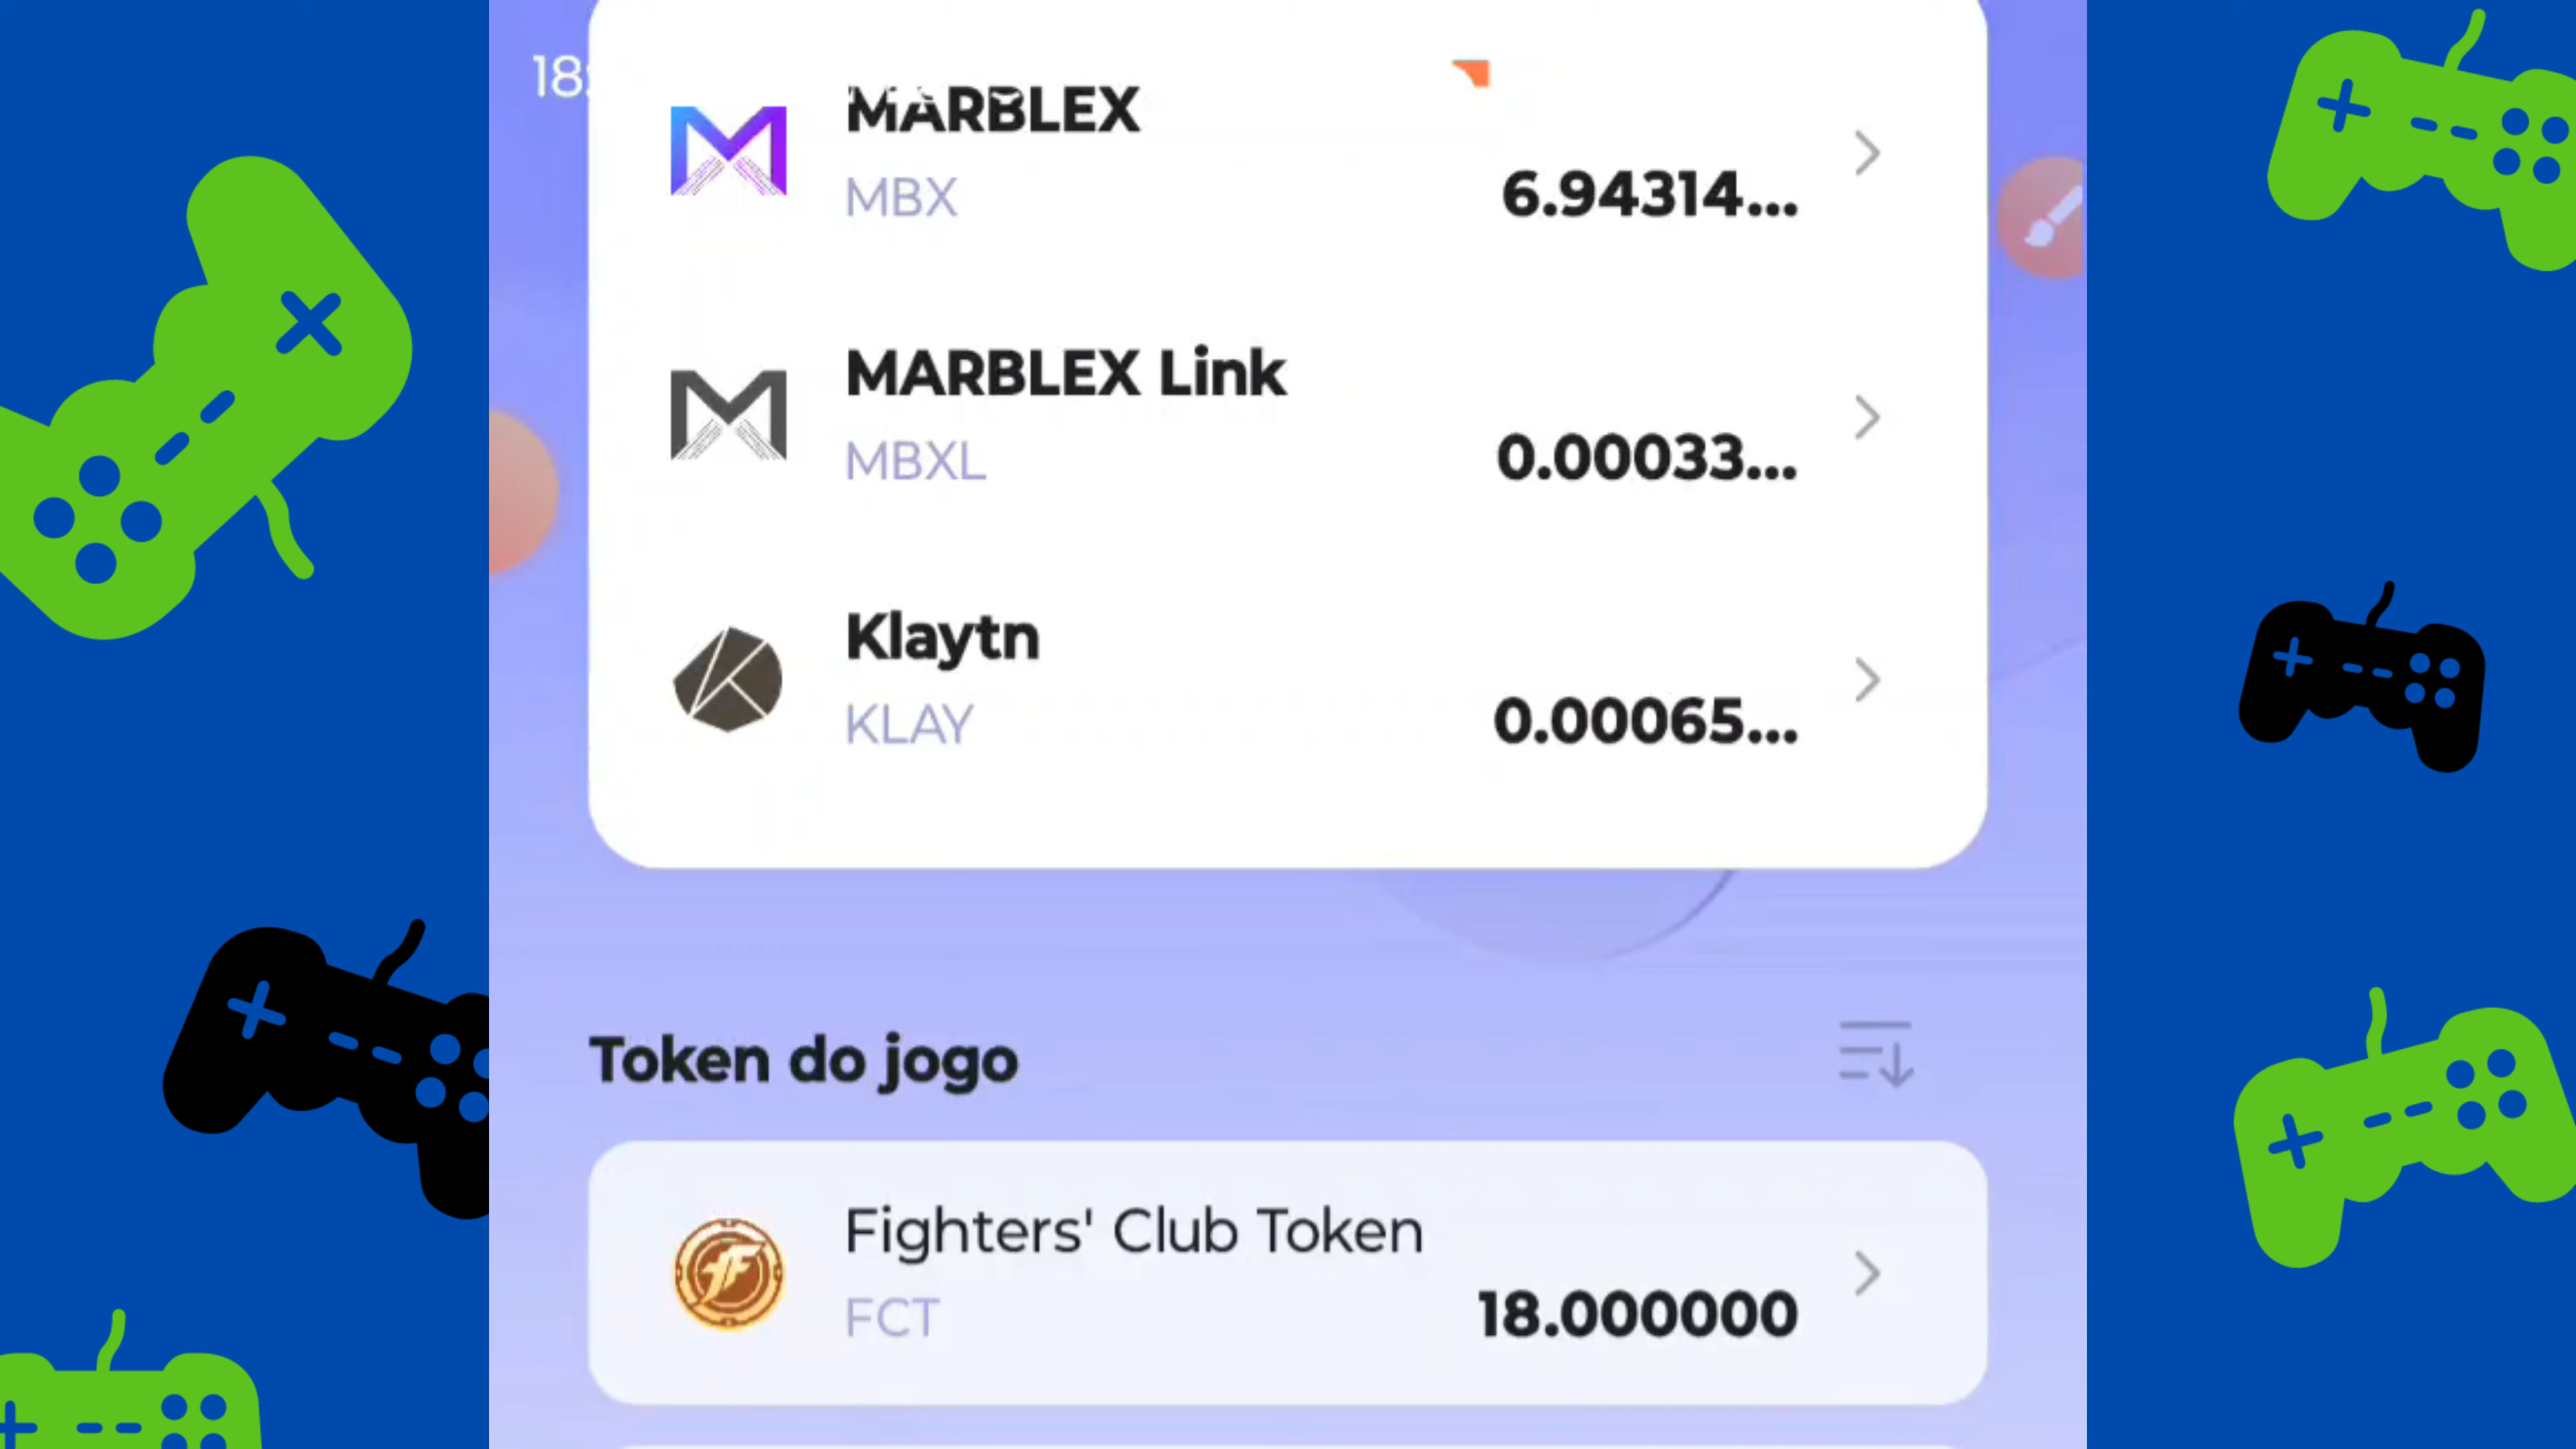 18:
MARBLEX
MBX
6.94314...
MARBLEX Link
MBXL
0.00033...
Klaytn
KLAY
0.00065...
Token do jogo
Fighters' Club Token
FCT
18.000000